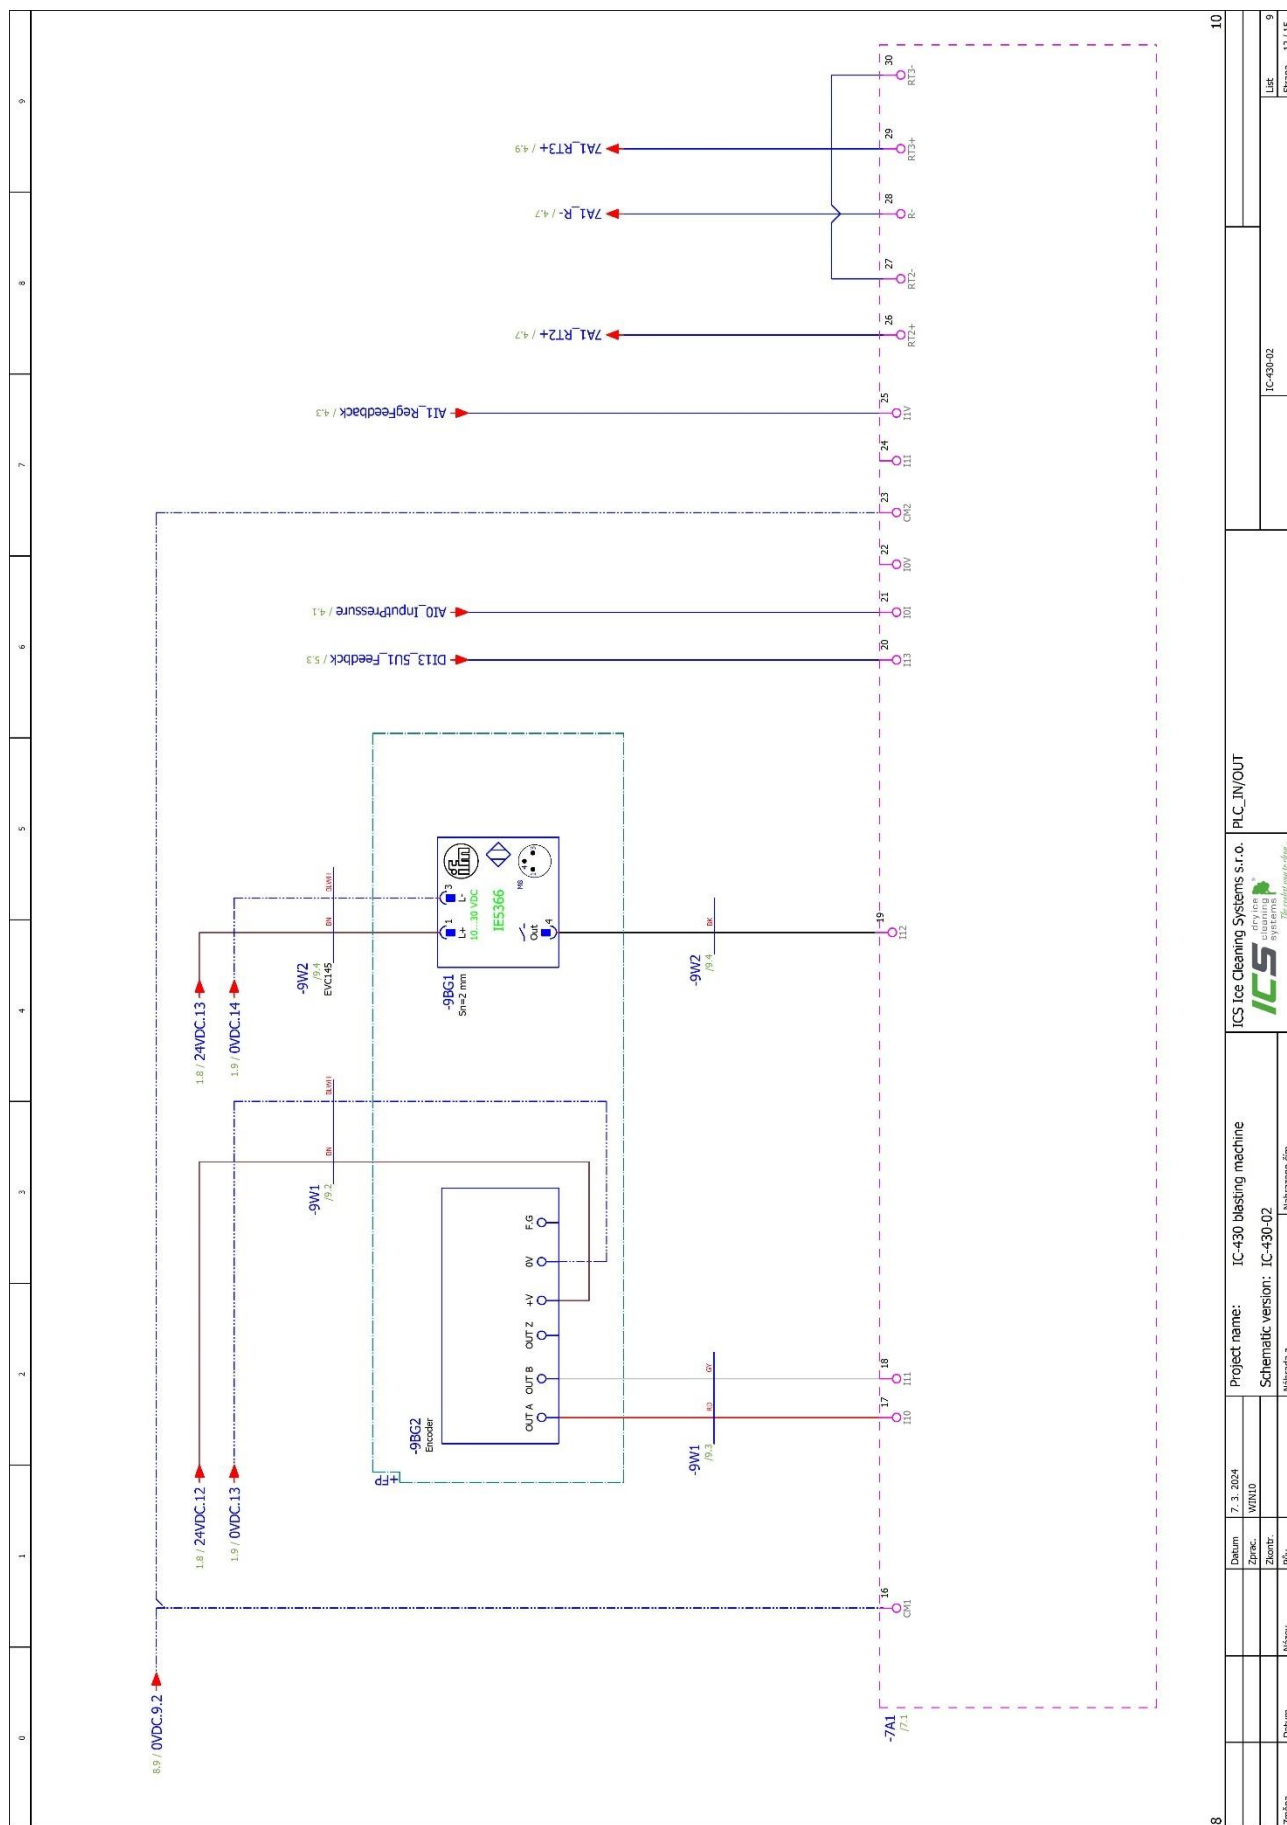 0
1
2
3
4
5
6
7
8
9
8.9 / 0VDC.9.2
1.8 / 24VDC.12
1.9 / 0VDC.13
1.8 / 24VDC.13
1.9 / 0VDC.14
-9W1
/9.2
BN
-9W2
/9.4
EVC145
BN
+FP
-9BG2
Encoder
OUT A
OUT B
OUT Z
+V
0V
F.G
-9BG1
Sn=2 mm
1
3
L+
L-
10...30 VDC
IE5366
ifm
M8
Out
4
-9W1
/9.3
RD
GY
-9W2
/9.4
BK
DI13_5U1_Feedbck / 5.3
AI0_InputPressure / 4.1
AI1_RegFeedback / 4.3
7A1_RT2+ / 4.7
7A1_R- / 4.7
7A1_RT3+ / 4.9
-7A1
/7.1
16
CM1
17
I10
18
I11
19
I12
20
I13
21
I0I
22
I0V
23
CM2
24
I1I
25
I1V
26
RT2+
27
RT2-
28
R-
29
RT3+
30
RT3-
8
10
Datum
7. 3. 2024
Zprac.
WIN10
Zkontr.
Project name:
IC-430 blasting machine
Schematic version:
IC-430-02
ICS Ice Cleaning Systems s.r.o.
ICS dry ice
cleaning
systems
PLC_IN/OUT
IC-430-02
List
9